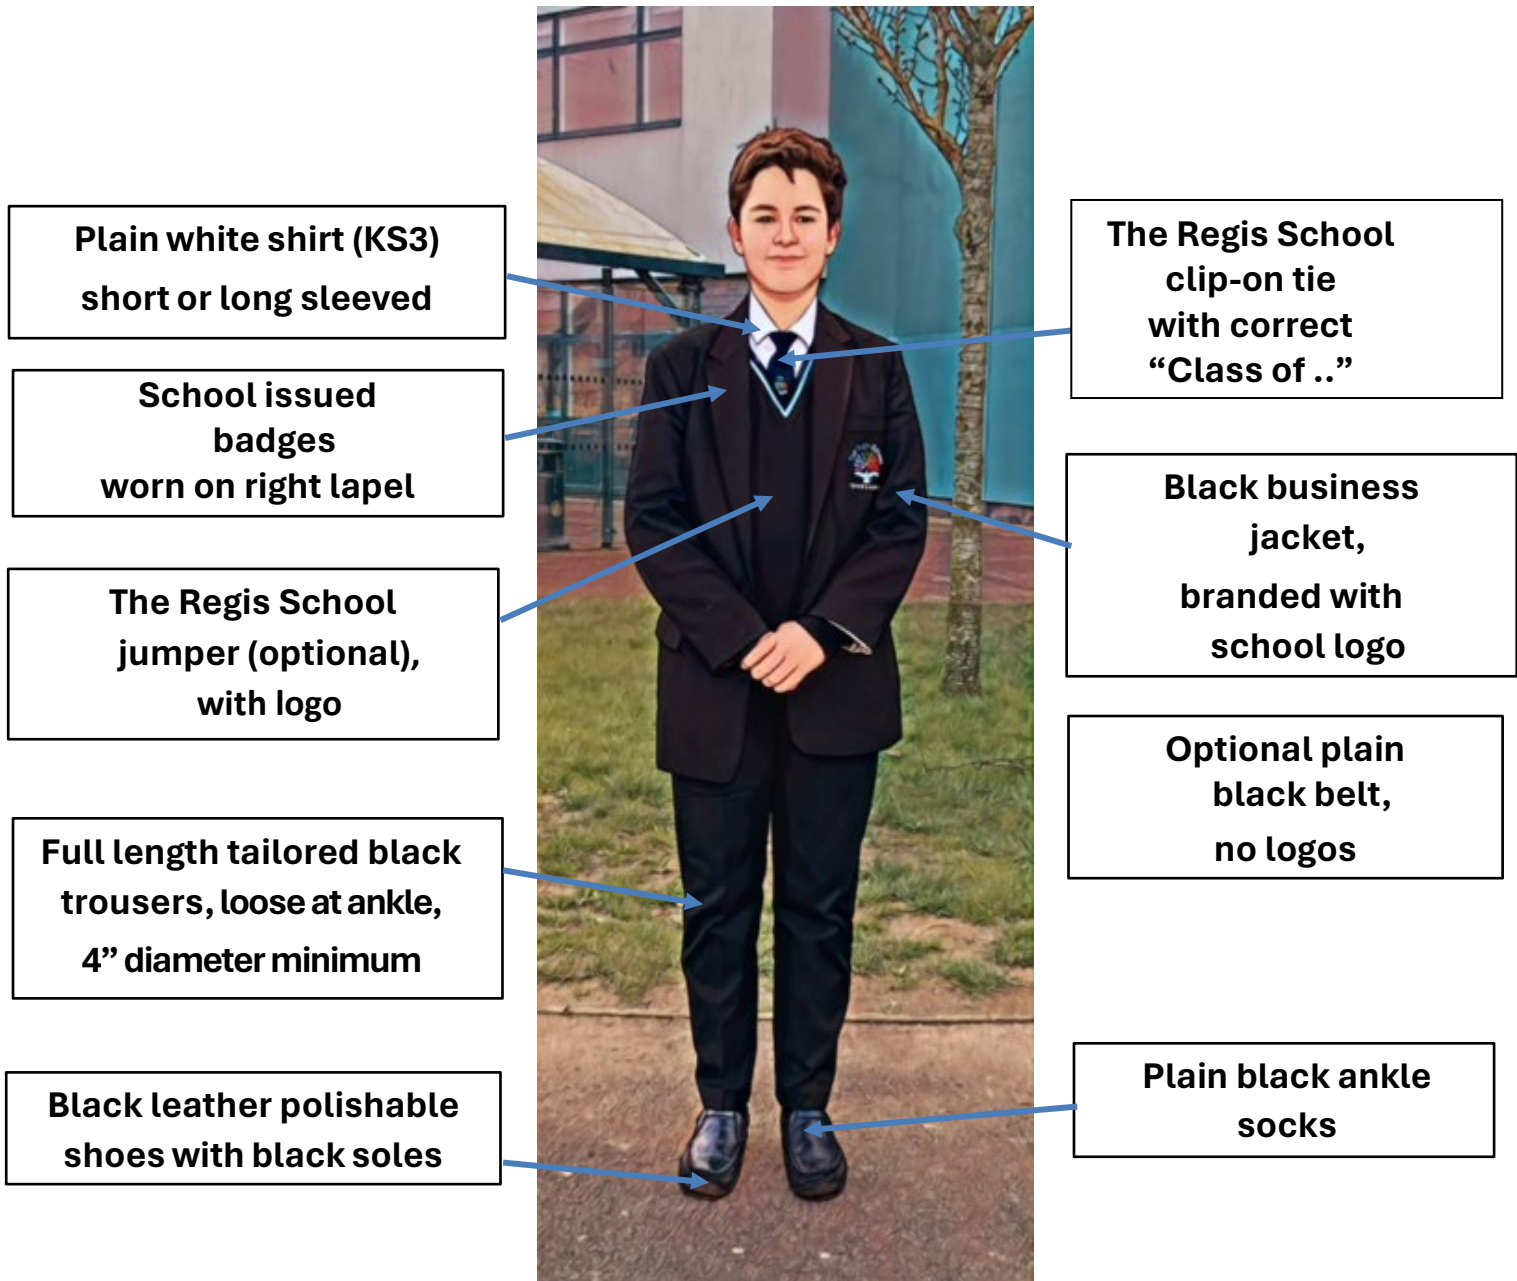 Plain white shirt (KS3)
short or long sleeved
School issued
badges
worn on right lapel
The Regis School
jumper (optional),
with logo
Full length tailored black
trousers, loose at ankle,
4” diameter minimum
Black leather polishable
shoes with black soles
The Regis School
clip-on tie
with correct
“Class of ..”
Black business
jacket,
branded with
school logo
Optional plain
black belt,
no logos
Plain black ankle
socks